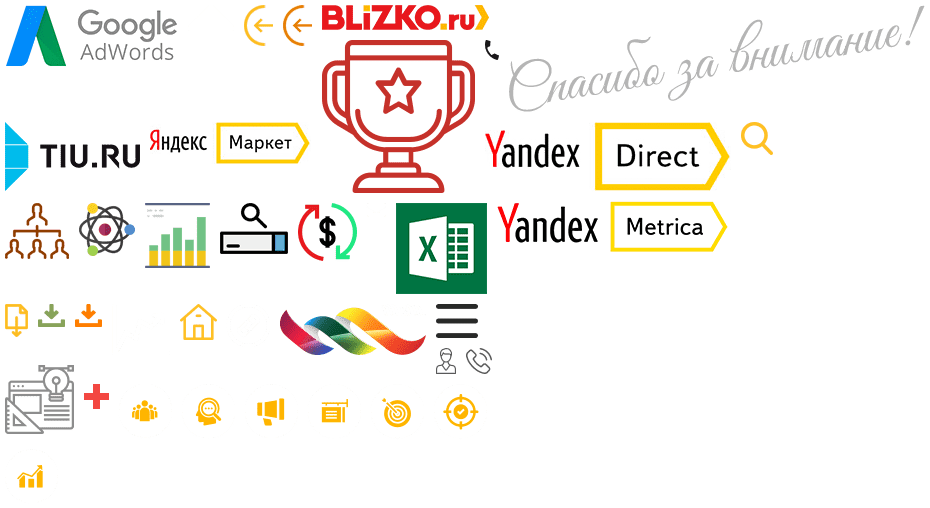 Google
AdWords
BLiZKO.ru
Спасибо за внимание!
TIU.RU
Яндекс
Маркет
Yandex
Direct
$
X
Yandex
Metrica